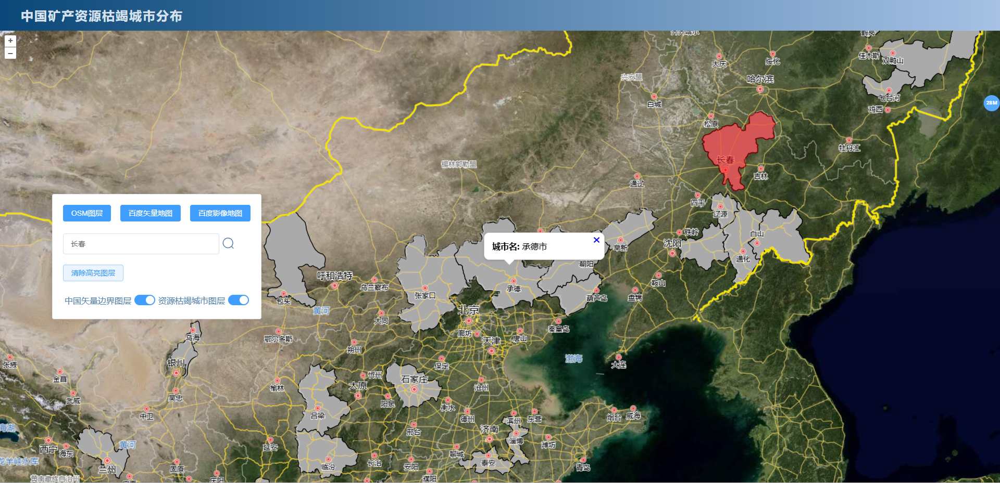 中国矿产资源枯竭城市分布
+
−
齐齐哈尔
鹤岗
佳木斯
双鸭山
大庆
绥化
兴安盟
哈尔滨
七台河
白城
28M
鸡西
松原
牡丹江
长春
锡林郭勒盟
吉林
通辽
四平
OSM图层
百度矢量地图
百度影像地图
辽源
长春
城市名: 承德市
铁岭
白山
沈阳
阜新
通化
朝阳
清除高亮图层
呼和浩特
乌兰察布
张家口
承德
鞍山
葫芦岛
盘锦
包头
中国矢量边界图层
资源枯竭城市图层
黄河
北京
大同
秦皇岛
廊坊
乌海
鄂尔多斯
天津
唐山
朔州
渤海
张掖
银川
大连
保定
金昌
忻州
石家庄
太原
榆林
沧州
吴忠
武威
阳泉
衡水
中卫
吕梁
德州
滨州
东营
烟台
威海
海湖
邢台
济南
黄河
西宁
海东
延安
淄博
潍坊
聊城
龙羊峡水库
长治
泰安
临汾
安阳
青岛
兰州
固原
黄南藏族自治州
庆阳
濮阳